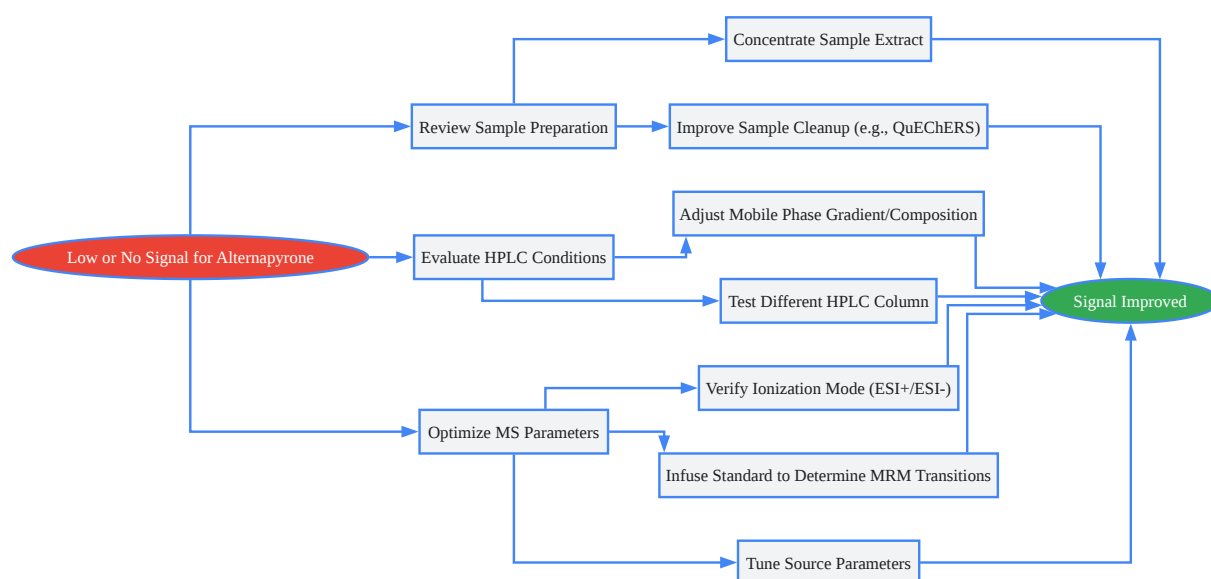 Concentrate Sample Extract
Review Sample Preparation
Improve Sample Cleanup (e.g., QuEChERS)
Adjust Mobile Phase Gradient/Composition
Low or No Signal for Alternapyrone
Evaluate HPLC Conditions
Test Different HPLC Column
Signal Improved
Verify Ionization Mode (ESI+/ESI-)
Optimize MS Parameters
Infuse Standard to Determine MRM Transitions
Tune Source Parameters